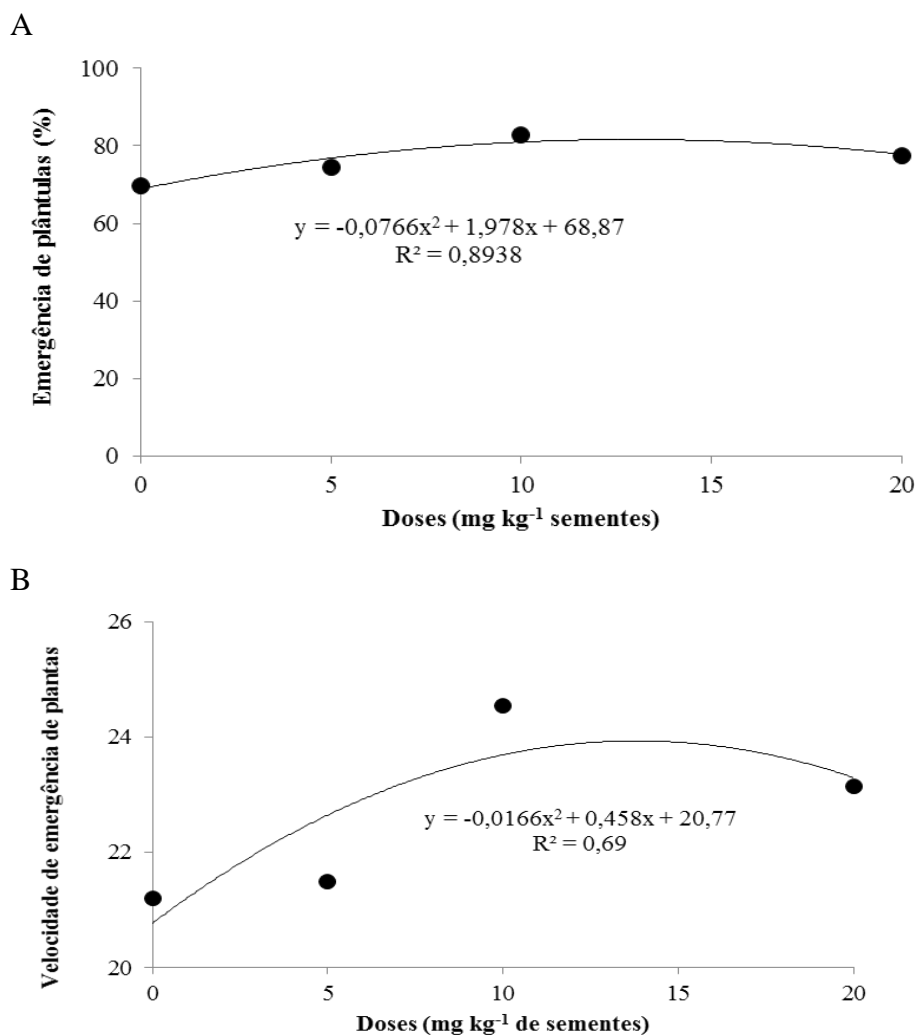 A
Emergência de plântulas (%)
100
80
60
40
20
0
y = -0,0766x² + 1,978x + 68,87
R² = 0,8938
0 5 10 15 20
Doses (mg kg⁻¹ sementes)
B
Velocidade de emergência de plantas
26
24
22
20
y = -0,0166x² + 0,458x + 20,77
R² = 0,69
0 5 10 15 20
Doses (mg kg⁻¹ de sementes)